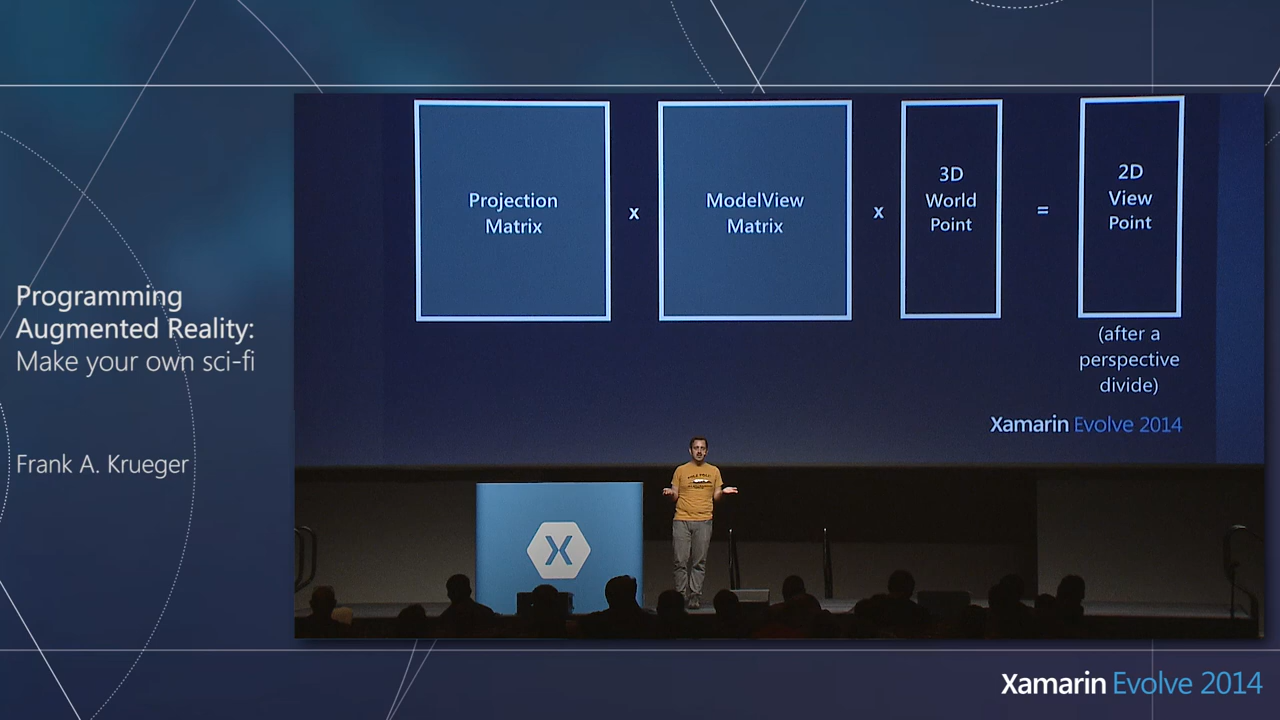 Projection
Matrix
x
ModelView
Matrix
x
3D
World
Point
=
2D
View
Point
(after a
perspective
divide)
Xamarin Evolve 2014
Programming
Augmented Reality:
Make your own sci-fi
Frank A. Krueger
X
Xamarin Evolve 2014